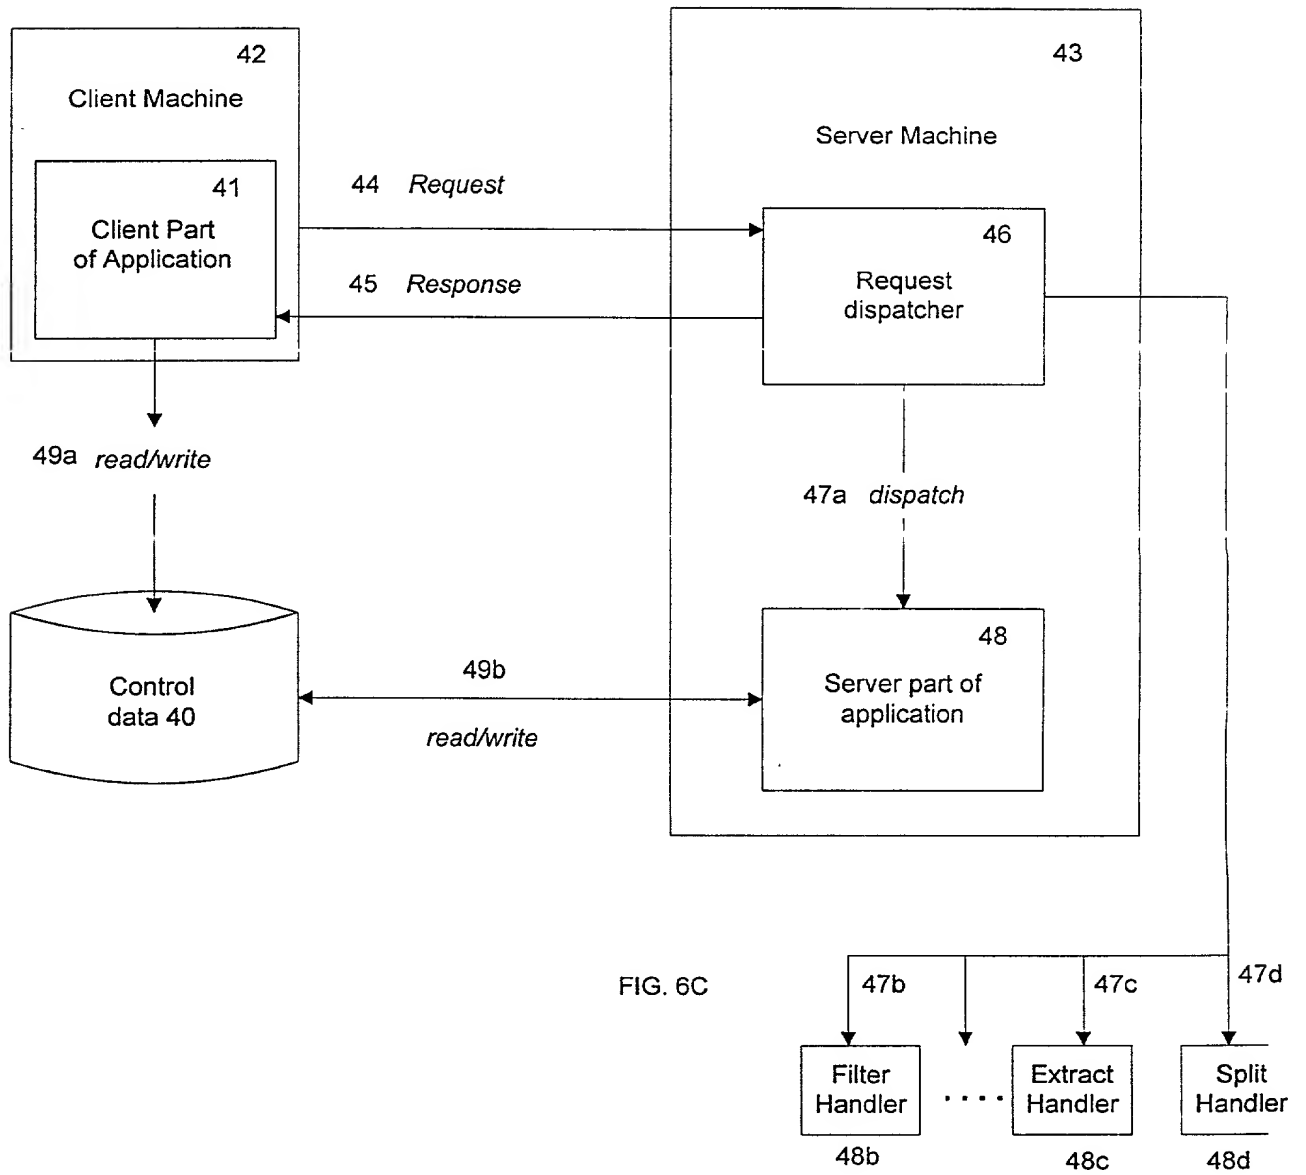 42
Client Machine
41
Client Part
of Application
44 Request
45 Response
43
Server Machine
46
Request
dispatcher
49a read/write
47a dispatch
Control
data 40
49b
read/write
48
Server part of
application
FIG. 6C
47b
47c
47d
Filter
Handler
. . . . .
Extract
Handler
Split
Handler
48b
48c
48d